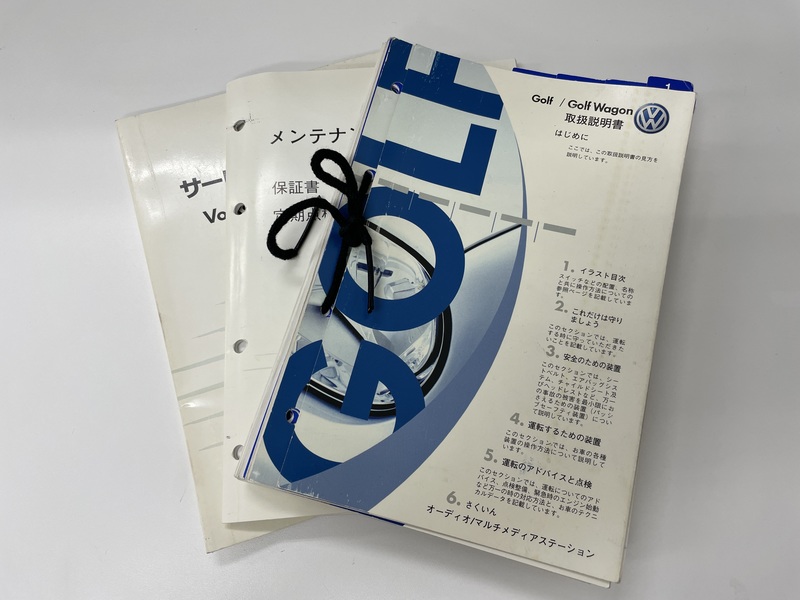 1
GOLF
Golf / Golf Wagon
取扱説明書
はじめに
ここでは、この取扱説明書の見方を
説明しています。
1. イラスト目次
スイッチなどの配置、名称
と共に操作方法についての
参照ページを記載していま
す。
2. これだけは守り
ましょう
このセクションでは、運転
する時に守っていただきた
いことを記載しています。
3. 安全のための装置
このセクションでは、シー
トベルト、エアバッグシス
テム、チャイルドシート及
びヘッドレストなど、万一
の事故の被害を最小限にお
さえるための装置(パッシ
ブセーフティ装置)につい
て説明しています。
4. 運転するための装置
このセクションでは、お車の各種
装置の操作方法について説明して
います。
5. 運転のアドバイスと点検
このセクションでは、運転についてのアド
バイス、点検整備、緊急時のエンジン始動
など万一の時の対応方法と、お車のテクニ
カルデータを記載しています。
6. さくいん
オーディオ/マルチメディアステーション
メンテナン
保証書
定期点検
サー
Vo